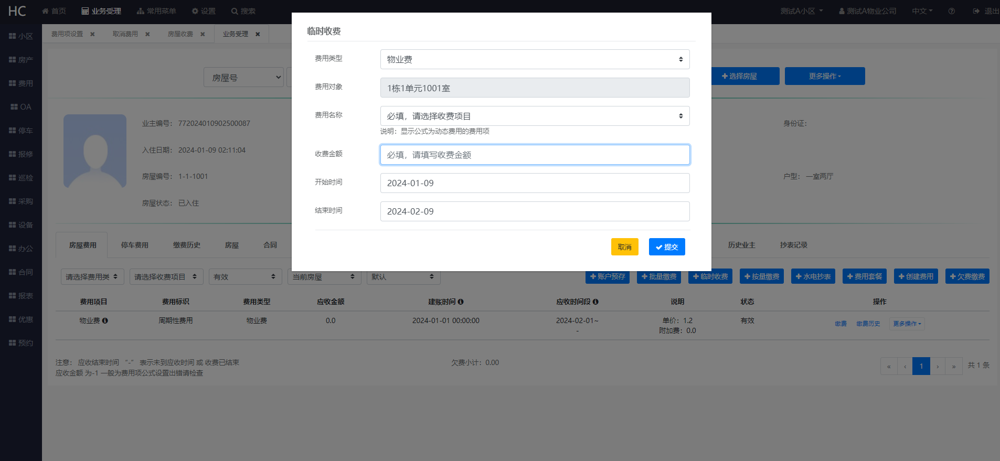 HC 首页 业务受理 常用菜单 设置 搜索 测试A小区 测试A物业公司 中文 退出
费用项设置 取消费用 房屋收费 业务受理
小区
房产
费用
OA
停车
报修
巡检
采购
设备
办公
合同
报表
优惠
预约
房屋号 选择房屋 更多操作
业主编号： 772024010902500087 身份证：
入住日期： 2024-01-09 02:11:04
房屋编号： 1-1-1001 户型： 一室两厅
房屋状态： 已入住
临时收费
费用类型 物业费
费用对象 1栋1单元1001室
费用名称 必填，请选择收费项目
说明：显示公式为动态费用的费用项
收费金额 必填，请填写收费金额
开始时间 2024-01-09
结束时间 2024-02-09
取消 提交
房屋费用 停车费用 缴费历史 房屋 合同 历史业主 抄表记录
请选择费用类 请选择收费项目 有效 当前房屋 默认 账户预存 批量缴费 临时收费 按量缴费 水电抄表 费用套餐 创建费用 欠费缴费
费用项目 费用标识 费用类型 应收金额 建账时间 应收时间段 说明 状态 操作
物业费 周期性费用 物业费 0.0 2024-01-01 00:00:00 2024-02-01~ 单价：1.2 有效 缴费 缴费历史 更多操作
- 附加费：0.0
注意： 应收结束时间 “-” 表示未到应收时间 或 收费已结束 欠费小计：0.00 « ‹ 1 › » 共 1 条
应收金额 为-1 一般为费用项公式设置出错请检查